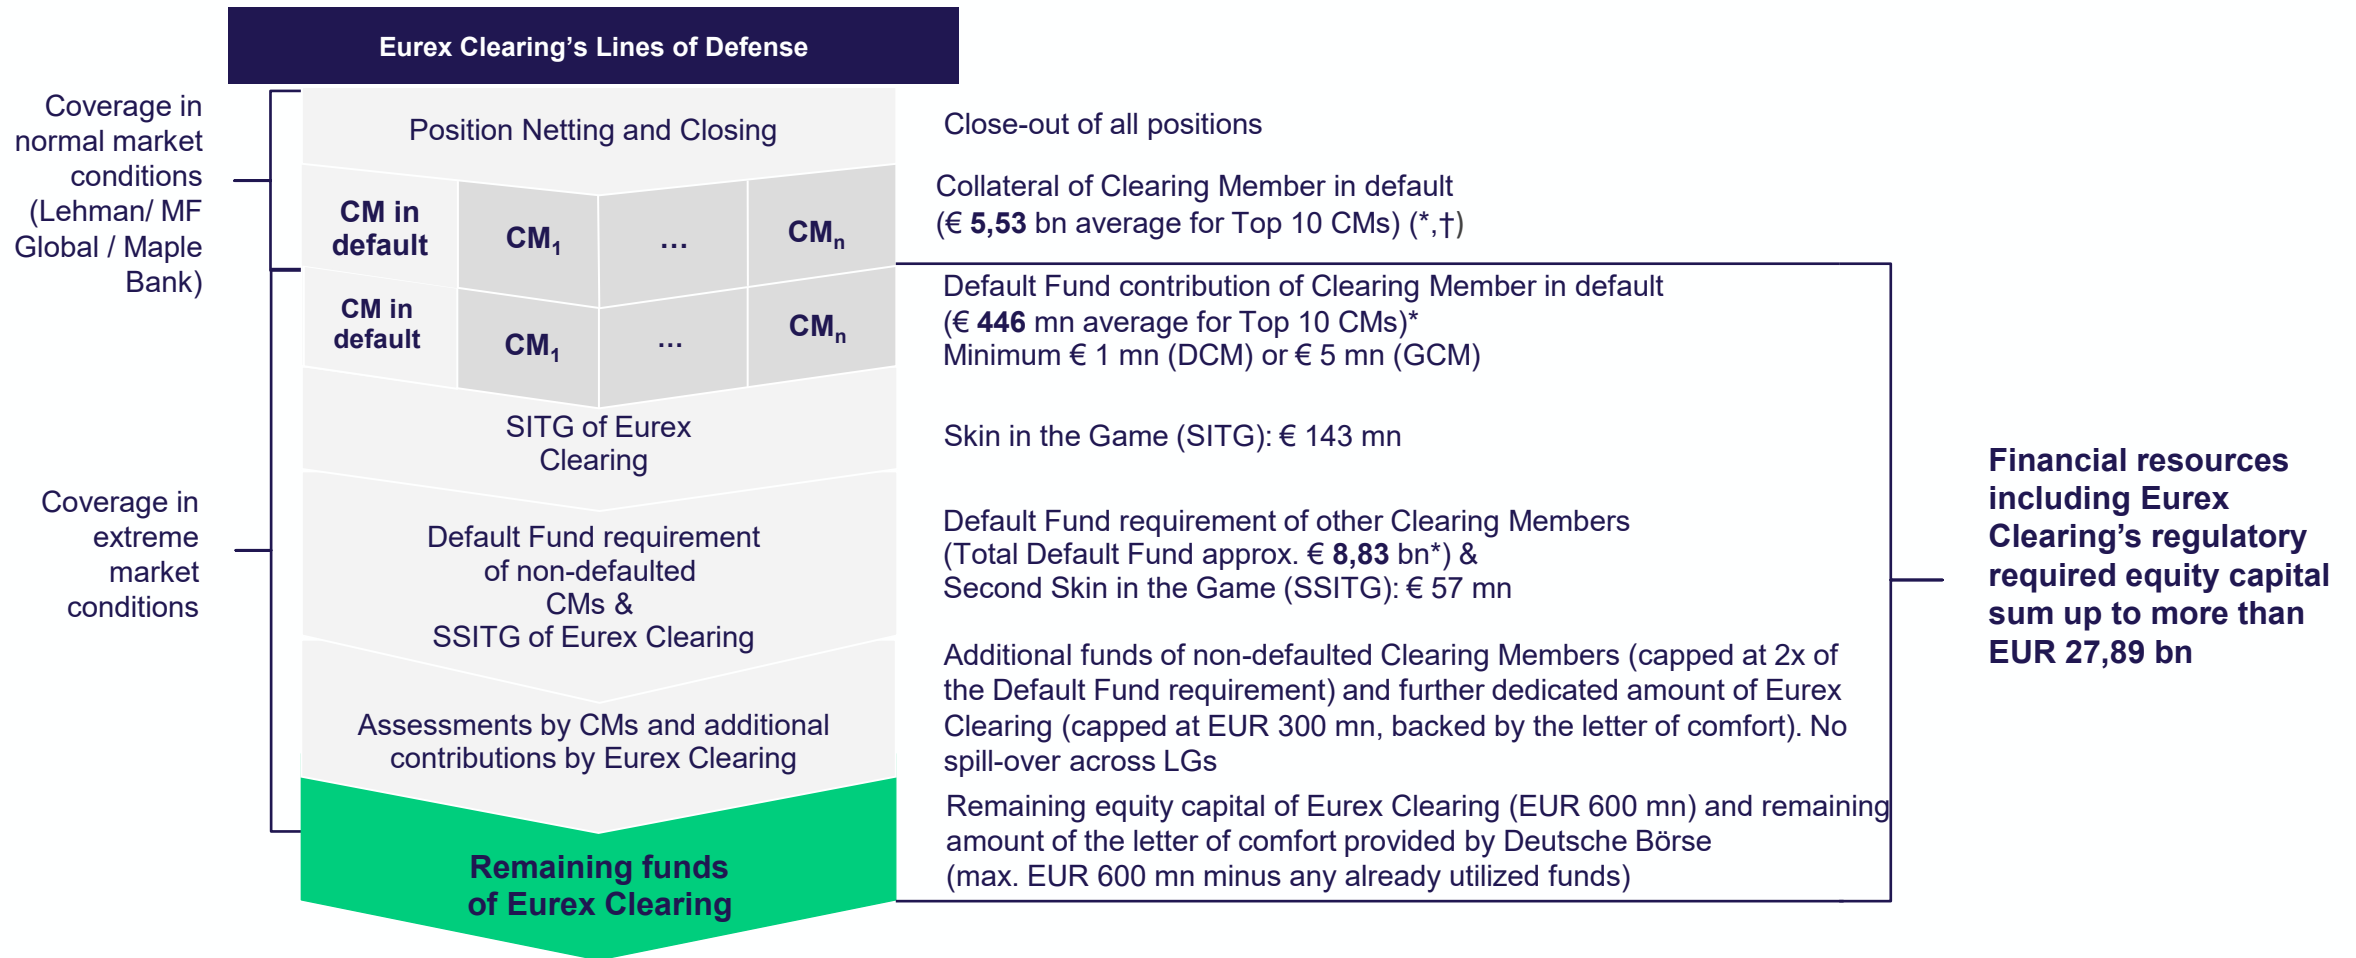 Eurex Clearing’s Lines of Defense
Coverage in
normal market
conditions
(Lehman/ MF
Global / Maple
Bank)
Position Netting and Closing
Close-out of all positions
CM in
default
CM1
...
CMn
Collateral of Clearing Member in default
(€ 5,53 bn average for Top 10 CMs) (*,†)
CM in
default
CM1
...
CMn
Default Fund contribution of Clearing Member in default
(€ 446 mn average for Top 10 CMs)*
Minimum € 1 mn (DCM) or € 5 mn (GCM)
Coverage in
extreme
market
conditions
SITG of Eurex
Clearing
Skin in the Game (SITG): € 143 mn
Default Fund requirement
of non-defaulted
CMs &
SSITG of Eurex Clearing
Default Fund requirement of other Clearing Members
(Total Default Fund approx. € 8,83 bn*) &
Second Skin in the Game (SSITG): € 57 mn
Assessments by CMs and additional
contributions by Eurex Clearing
Additional funds of non-defaulted Clearing Members (capped at 2x of
the Default Fund requirement) and further dedicated amount of Eurex
Clearing (capped at EUR 300 mn, backed by the letter of comfort). No
spill-over across LGs
Remaining funds
of Eurex Clearing
Remaining equity capital of Eurex Clearing (EUR 600 mn) and remaining
amount of the letter of comfort provided by Deutsche Börse
(max. EUR 600 mn minus any already utilized funds)
Financial resources
including Eurex
Clearing’s regulatory
required equity capital
sum up to more than
EUR 27,89 bn